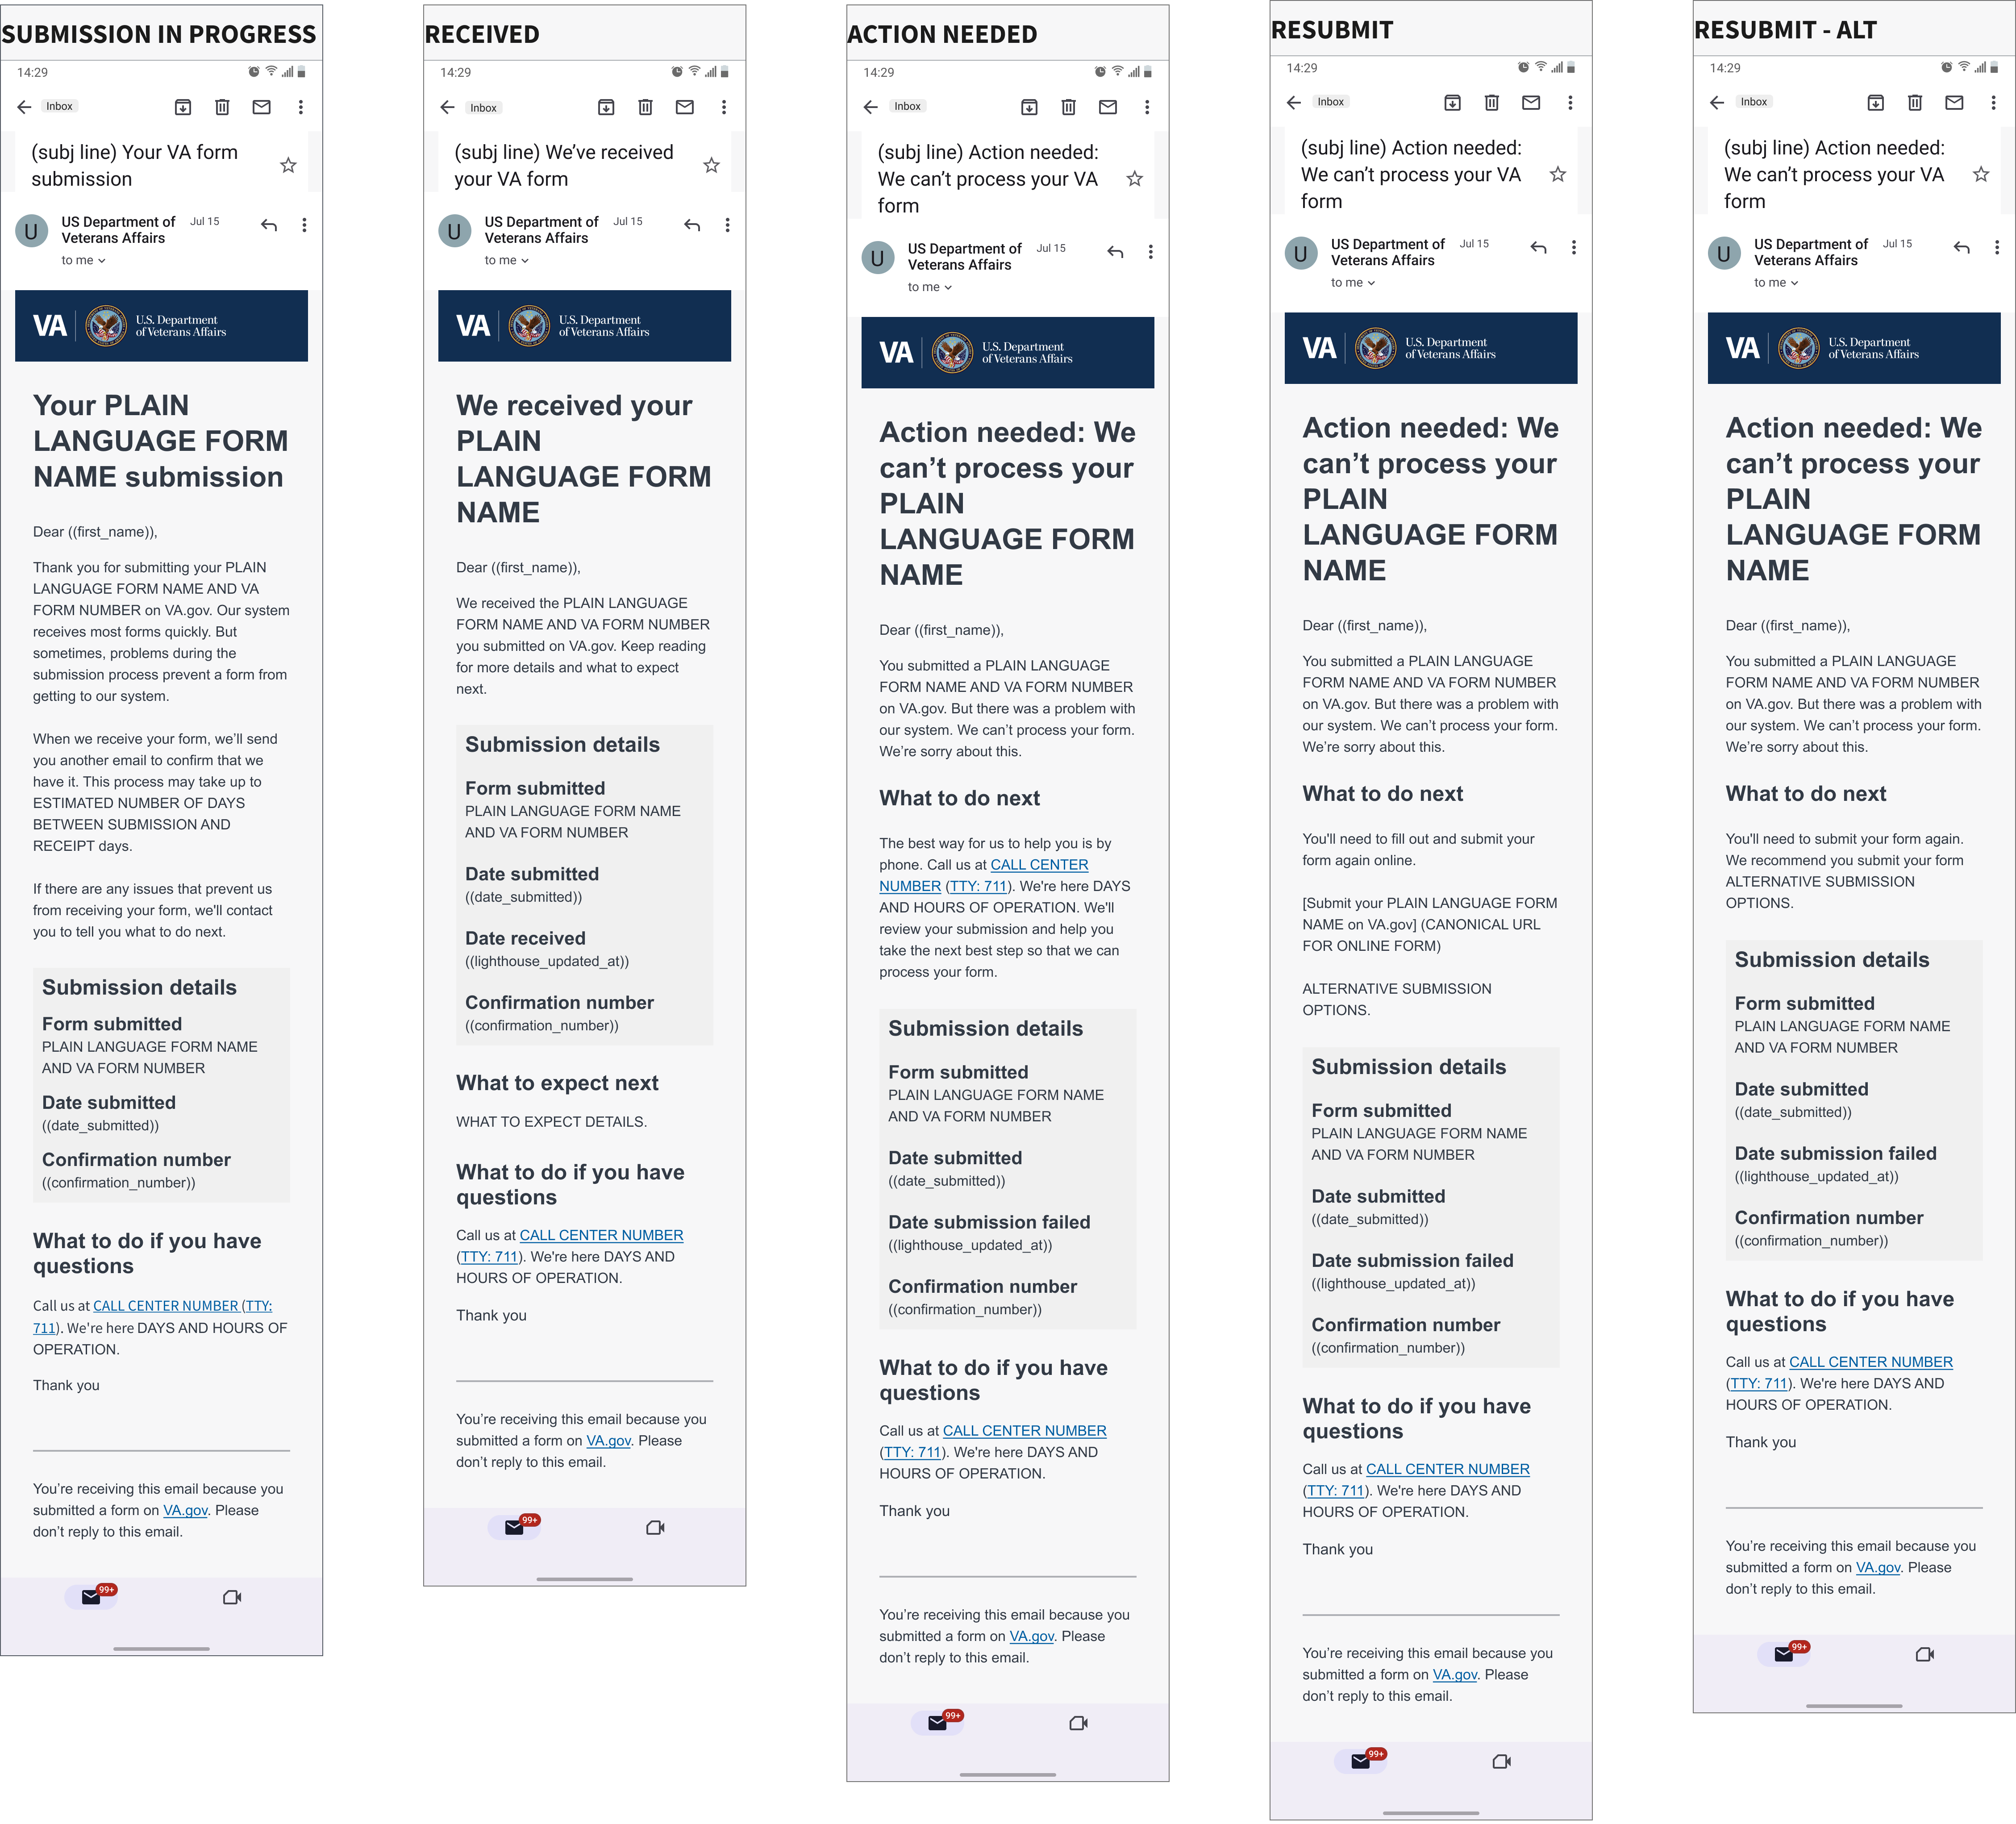 SUBMISSION IN PROGRESS
14:29
Inbox
(subj line) Your VA form
submission
U
US Department of
Veterans Affairs
Jul 15
to me
VA
U.S. Department
of Veterans Affairs
Your PLAIN
LANGUAGE FORM
NAME submission
Dear ((first_name)),
Thank you for submitting your PLAIN
LANGUAGE FORM NAME AND VA
FORM NUMBER on VA.gov. Our system
receives most forms quickly. But
sometimes, problems during the
submission process prevent a form from
getting to our system.
When we receive your form, we’ll send
you another email to confirm that we
have it. This process may take up to
ESTIMATED NUMBER OF DAYS
BETWEEN SUBMISSION AND
RECEIPT days.
If there are any issues that prevent us
from receiving your form, we'll contact
you to tell you what to do next.
Submission details
Form submitted
PLAIN LANGUAGE FORM NAME
AND VA FORM NUMBER
Date submitted
((date_submitted))
Confirmation number
((confirmation_number))
What to do if you have
questions
Call us at CALL CENTER NUMBER (TTY:
711). We're here DAYS AND HOURS OF
OPERATION.
Thank you
You’re receiving this email because you
submitted a form on VA.gov. Please
don’t reply to this email.
99+
RECEIVED
14:29
Inbox
(subj line) We’ve received
your VA form
U
US Department of
Veterans Affairs
Jul 15
to me
VA
U.S. Department
of Veterans Affairs
We received your
PLAIN
LANGUAGE FORM
NAME
Dear ((first_name)),
We received the PLAIN LANGUAGE
FORM NAME AND VA FORM NUMBER
you submitted on VA.gov. Keep reading
for more details and what to expect
next.
Submission details
Form submitted
PLAIN LANGUAGE FORM NAME
AND VA FORM NUMBER
Date submitted
((date_submitted))
Date received
((lighthouse_updated_at))
Confirmation number
((confirmation_number))
What to expect next
WHAT TO EXPECT DETAILS.
What to do if you have
questions
Call us at CALL CENTER NUMBER
(TTY: 711). We're here DAYS AND
HOURS OF OPERATION.
Thank you
You’re receiving this email because you
submitted a form on VA.gov. Please
don’t reply to this email.
99+
ACTION NEEDED
14:29
Inbox
(subj line) Action needed:
We can’t process your VA
form
U
US Department of
Veterans Affairs
Jul 15
to me
VA
U.S. Department
of Veterans Affairs
Action needed: We
can’t process your
PLAIN
LANGUAGE FORM
NAME
Dear ((first_name)),
You submitted a PLAIN LANGUAGE
FORM NAME AND VA FORM NUMBER
on VA.gov. But there was a problem with
our system. We can’t process your form.
We’re sorry about this.
What to do next
The best way for us to help you is by
phone. Call us at CALL CENTER
NUMBER (TTY: 711). We're here DAYS
AND HOURS OF OPERATION. We'll
review your submission and help you
take the next best step so that we can
process your form.
Submission details
Form submitted
PLAIN LANGUAGE FORM NAME
AND VA FORM NUMBER
Date submitted
((date_submitted))
Date submission failed
((lighthouse_updated_at))
Confirmation number
((confirmation_number))
What to do if you have
questions
Call us at CALL CENTER NUMBER
(TTY: 711). We're here DAYS AND
HOURS OF OPERATION.
Thank you
You’re receiving this email because you
submitted a form on VA.gov. Please
don’t reply to this email.
99+
RESUBMIT
14:29
Inbox
(subj line) Action needed:
We can’t process your VA
form
U
US Department of
Veterans Affairs
Jul 15
to me
VA
U.S. Department
of Veterans Affairs
Action needed: We
can’t process your
PLAIN
LANGUAGE FORM
NAME
Dear ((first_name)),
You submitted a PLAIN LANGUAGE
FORM NAME AND VA FORM NUMBER
on VA.gov. But there was a problem with
our system. We can’t process your form.
We’re sorry about this.
What to do next
You'll need to fill out and submit your
form again online.
[Submit your PLAIN LANGUAGE FORM
NAME on VA.gov] (CANONICAL URL
FOR ONLINE FORM)
ALTERNATIVE SUBMISSION
OPTIONS.
Submission details
Form submitted
PLAIN LANGUAGE FORM NAME
AND VA FORM NUMBER
Date submitted
((date_submitted))
Date submission failed
((lighthouse_updated_at))
Confirmation number
((confirmation_number))
What to do if you have
questions
Call us at CALL CENTER NUMBER
(TTY: 711). We're here DAYS AND
HOURS OF OPERATION.
Thank you
You’re receiving this email because you
submitted a form on VA.gov. Please
don’t reply to this email.
99+
RESUBMIT - ALT
14:29
Inbox
(subj line) Action needed:
We can’t process your VA
form
U
US Department of
Veterans Affairs
Jul 15
to me
VA
U.S. Department
of Veterans Affairs
Action needed: We
can’t process your
PLAIN
LANGUAGE FORM
NAME
Dear ((first_name)),
You submitted a PLAIN LANGUAGE
FORM NAME AND VA FORM NUMBER
on VA.gov. But there was a problem with
our system. We can’t process your form.
We’re sorry about this.
What to do next
You'll need to submit your form again.
We recommend you submit your form
ALTERNATIVE SUBMISSION
OPTIONS.
Submission details
Form submitted
PLAIN LANGUAGE FORM NAME
AND VA FORM NUMBER
Date submitted
((date_submitted))
Date submission failed
((lighthouse_updated_at))
Confirmation number
((confirmation_number))
What to do if you have
questions
Call us at CALL CENTER NUMBER
(TTY: 711). We're here DAYS AND
HOURS OF OPERATION.
Thank you
You’re receiving this email because you
submitted a form on VA.gov. Please
don’t reply to this email.
99+